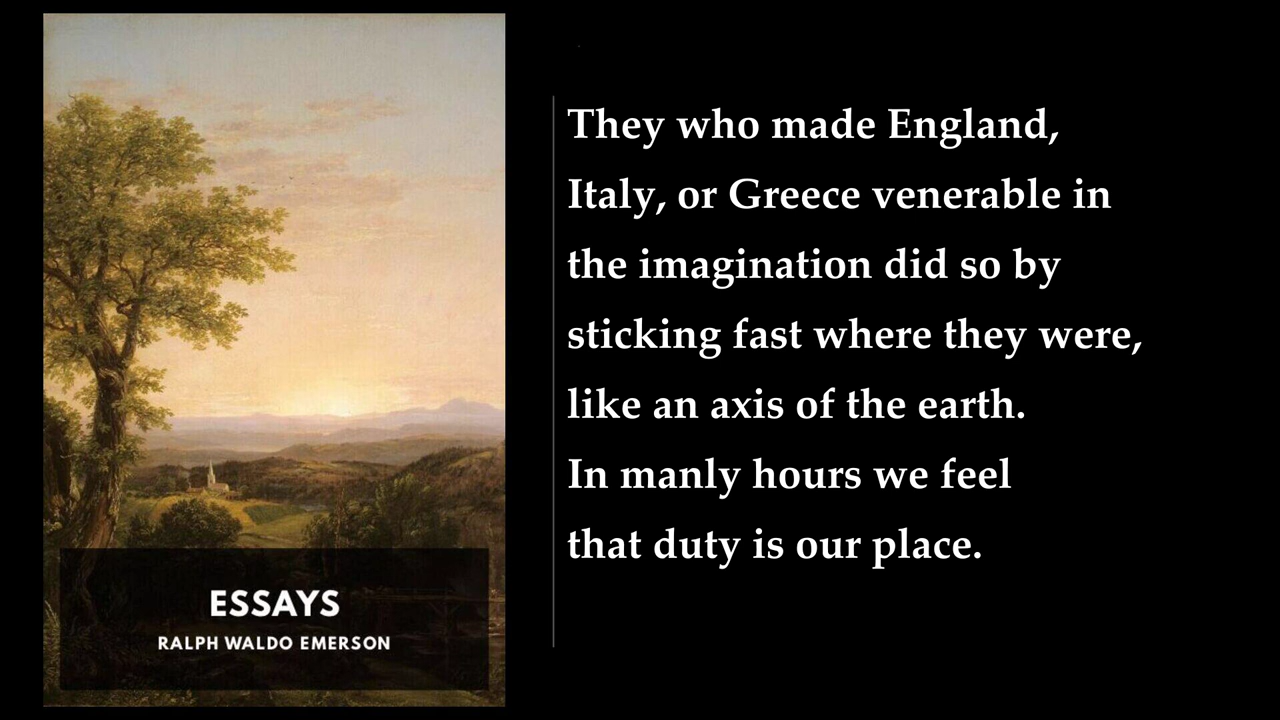 ESSAYS
RALPH WALDO EMERSON
They who made England,
Italy, or Greece venerable in
the imagination did so by
sticking fast where they were,
like an axis of the earth.
In manly hours we feel
that duty is our place.